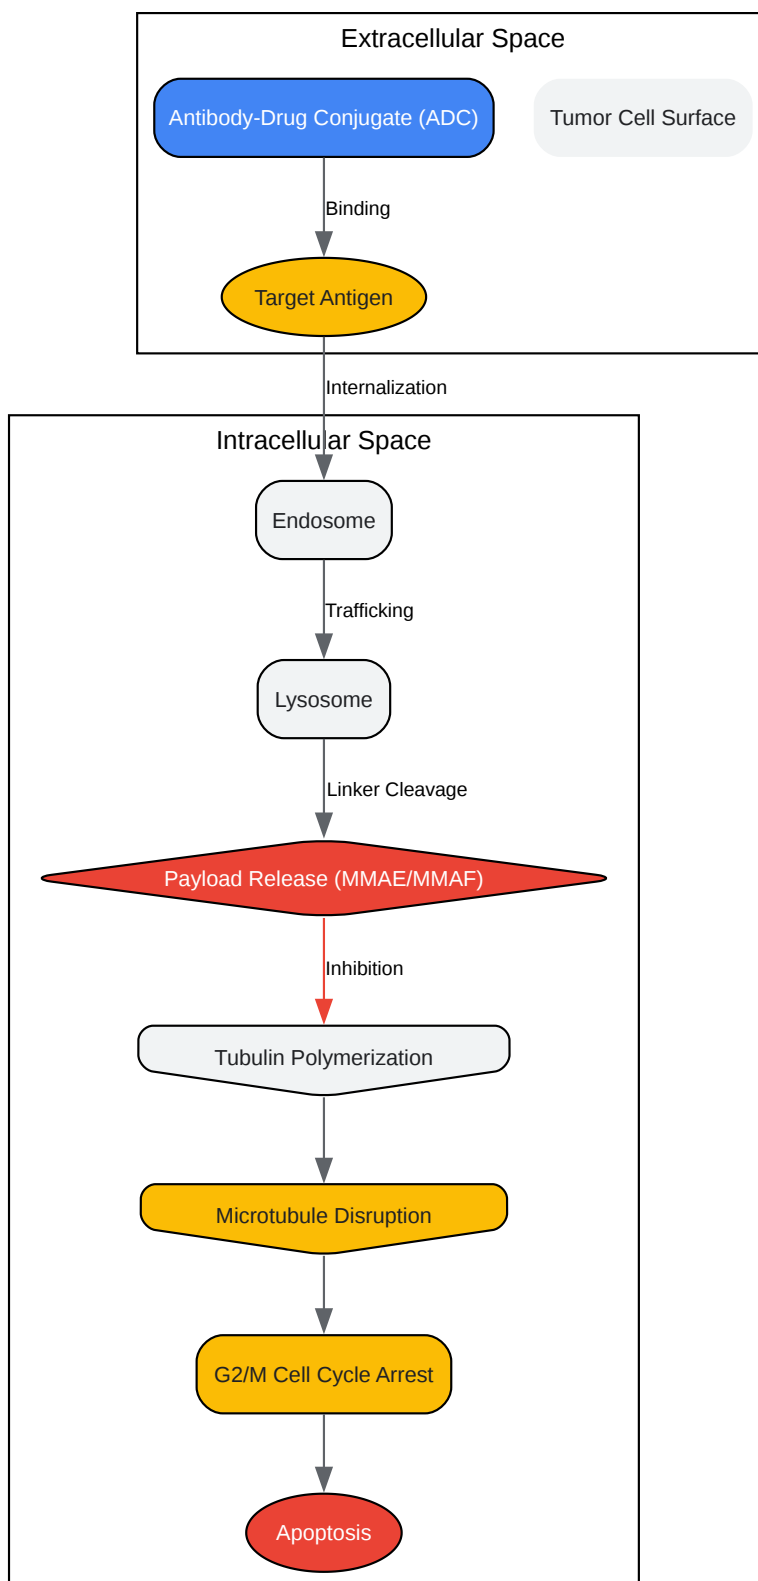 Extracellular Space
Antibody-Drug Conjugate (ADC)
Tumor Cell Surface
Binding
Target Antigen
Internalization
Intracellular Space
Endosome
Trafficking
Lysosome
Linker Cleavage
Payload Release (MMAE/MMAF)
Inhibition
Tubulin Polymerization
Microtubule Disruption
G2/M Cell Cycle Arrest
Apoptosis